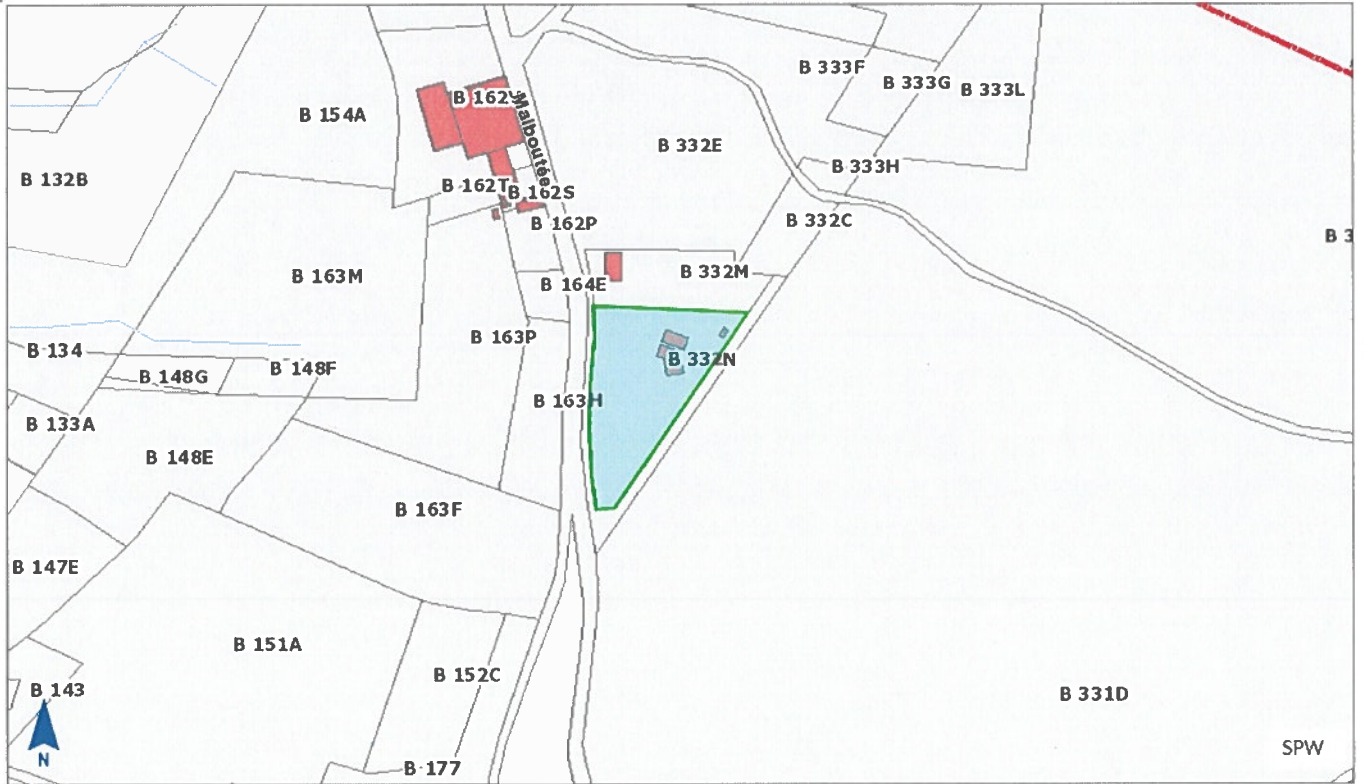 B 333F
B 333G
B 333L
B 162
B 154A
Malboutée
B 332E
B 333H
B 132B
B 162T
B 162S
B 162P
B 332C
B 3
B 163M
B 164E
B 332M
B 163P
B 134
B 332N
B 148G
B 148F
B 163H
B 133A
B 148E
B 163F
B 147E
B 151A
B 152C
B 143
B 331D
N
SPW
B 177